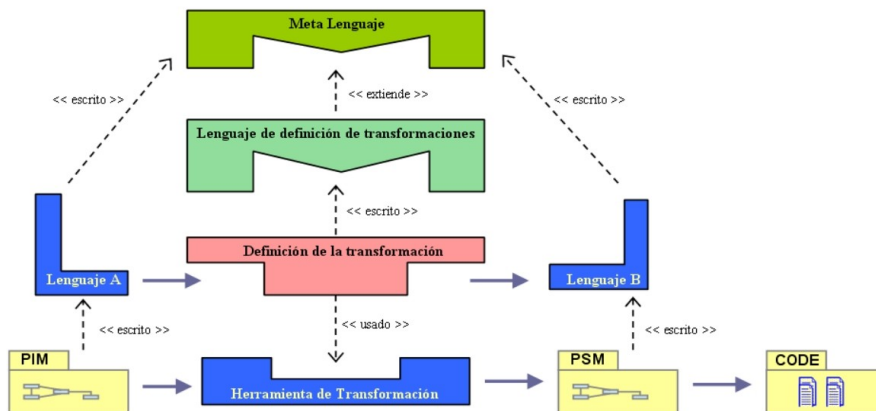 Meta Lenguaje
<< escrito >>
<< extiende >>
<< escrito >>
Lenguaje de definición de transformaciones
<< escrito >>
Definición de la transformación
Lenguaje A
Lenguaje B
<< escrito >>
<< usado >>
<< escrito >>
PIM
PSM
CODE
Herramienta de Transformación